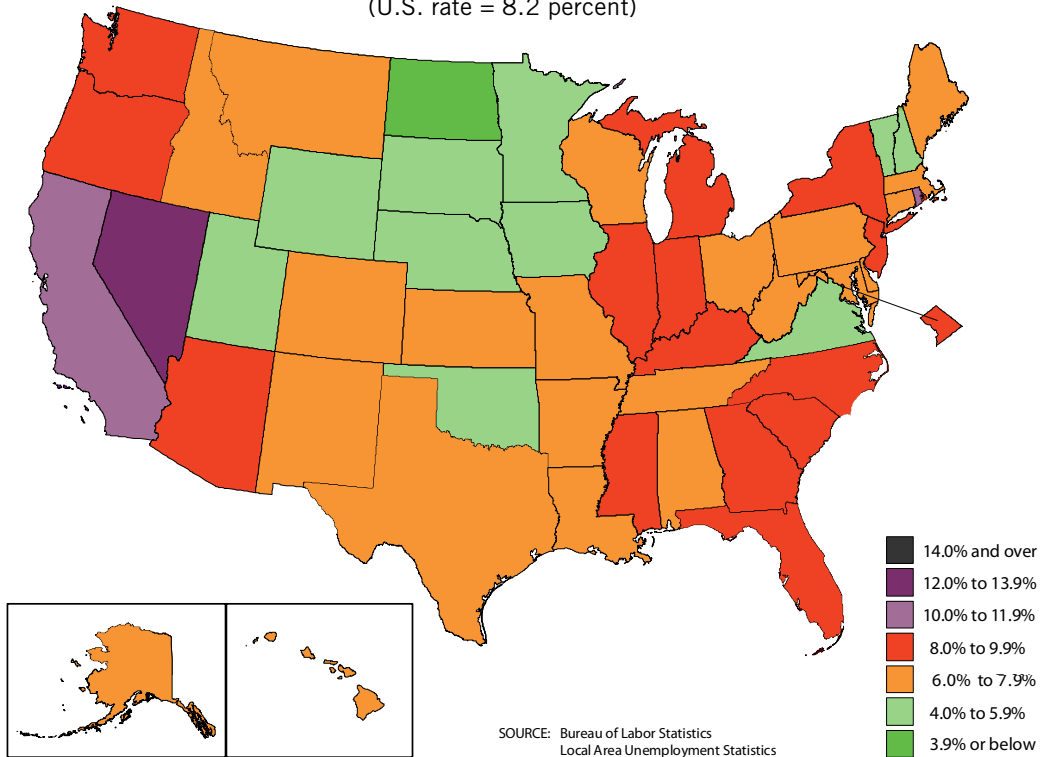 (U.S. rate = 8.2 percent)
14.0% and over
12.0% to 13.9%
10.0% to 11.9%
8.0% to 9.9%
6.0% to 7.9%
4.0% to 5.9%
3.9% or below
SOURCE: Bureau of Labor Statistics
Local Area Unemployment Statistics